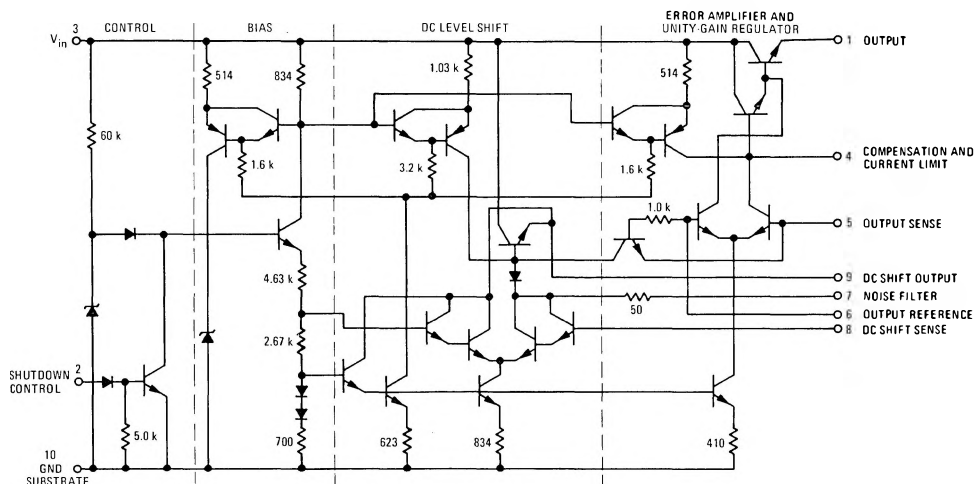 ERROR AMPLIFIER AND
UNITY-GAIN REGULATOR
CONTROL
BIAS
DC LEVEL SHIFT
3
Vin
1 OUTPUT
514
834
1.03 k
514
60 k
1.6 k
3.2 k
1.6 k
4 COMPENSATION AND
CURRENT LIMIT
1.0 k
5 OUTPUT SENSE
4.63 k
9 DC SHIFT OUTPUT
7 NOISE FILTER
50
6 OUTPUT REFERENCE
8 DC SHIFT SENSE
2.67 k
SHUTDOWN 2
CONTROL
5.0 k
700
623
834
410
10
GND
SUBSTRATE